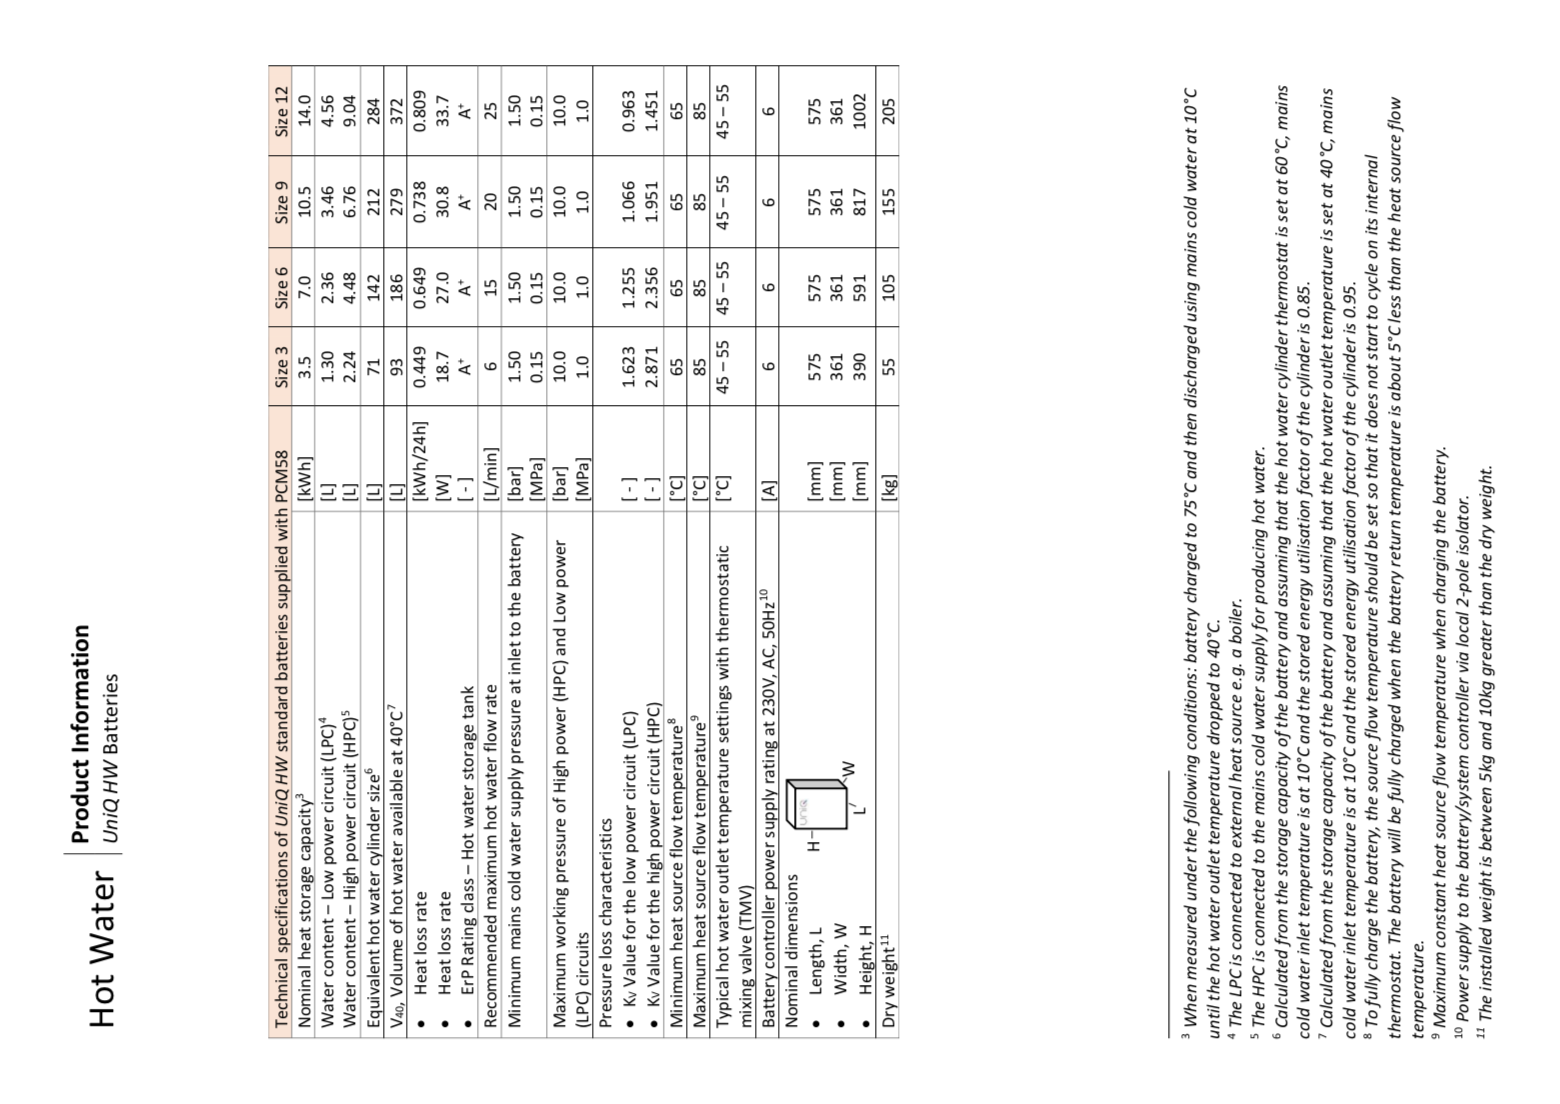 Hot Water
Product Information
UniQ HW Batteries
Technical specifications of UniQ HW standard batteries supplied with PCM58 Size 3 Size 6 Size 9 Size 12
Nominal heat storage capacity³ [kWh] 3.5 7.0 10.5 14.0
Water content – Low power circuit (LPC)⁴ [L] 1.30 2.36 3.46 4.56
Water content – High power circuit (HPC)⁵ [L] 2.24 4.48 6.76 9.04
Equivalent hot water cylinder size⁶ [L] 71 142 212 284
V₄₀, Volume of hot water available at 40°C⁷ [L] 93 186 279 372
• Heat loss rate [kWh/24h] 0.449 0.649 0.738 0.809
• Heat loss rate [W] 18.7 27.0 30.8 33.7
• ErP Rating class – Hot water storage tank [ - ] A⁺ A⁺ A⁺ A⁺
Recommended maximum hot water flow rate [L/min] 6 15 20 25
Minimum mains cold water supply pressure at inlet to the battery [bar] 1.50 1.50 1.50 1.50
[MPa] 0.15 0.15 0.15 0.15
Maximum working pressure of High power (HPC) and Low power [bar] 10.0 10.0 10.0 10.0
(LPC) circuits [MPa] 1.0 1.0 1.0 1.0
Pressure loss characteristics
• Kᵥ Value for the low power circuit (LPC) [ - ] 1.623 1.255 1.066 0.963
• Kᵥ Value for the high power circuit (HPC) [ - ] 2.871 2.356 1.951 1.451
Minimum heat source flow temperature⁸ [°C] 65 65 65 65
Maximum heat source flow temperature⁹ [°C] 85 85 85 85
Typical hot water outlet temperature settings with thermostatic [°C] 45 – 55 45 – 55 45 – 55 45 – 55
mixing valve (TMV)
Battery controller power supply rating at 230V, AC, 50Hz¹⁰ [A] 6 6 6 6
Nominal dimensions
• Length, L [mm] 575 575 575 575
• Width, W [mm] 361 361 361 361
• Height, H [mm] 390 591 817 1002
UniQ
H
L
W
Dry weight¹¹ [kg] 55 105 155 205
³ When measured under the following conditions: battery charged to 75°C and then discharged using mains cold water at 10°C
until the hot water outlet temperature dropped to 40°C.
⁴ The LPC is connected to external heat source e.g. a boiler.
⁵ The HPC is connected to the mains cold water supply for producing hot water.
⁶ Calculated from the storage capacity of the battery and assuming that the hot water cylinder thermostat is set at 60°C, mains
cold water inlet temperature is at 10°C and the stored energy utilisation factor of the cylinder is 0.85.
⁷ Calculated from the storage capacity of the battery and assuming that the hot water outlet temperature is set at 40°C, mains
cold water inlet temperature is at 10°C and the stored energy utilisation factor of the cylinder is 0.95.
⁸ To fully charge the battery, the source flow temperature should be set so that it does not start to cycle on its internal
thermostat. The battery will be fully charged when the battery return temperature is about 5°C less than the heat source flow
temperature.
⁹ Maximum constant heat source flow temperature when charging the battery.
¹⁰ Power supply to the battery/system controller via local 2-pole isolator.
¹¹ The installed weight is between 5kg and 10kg greater than the dry weight.